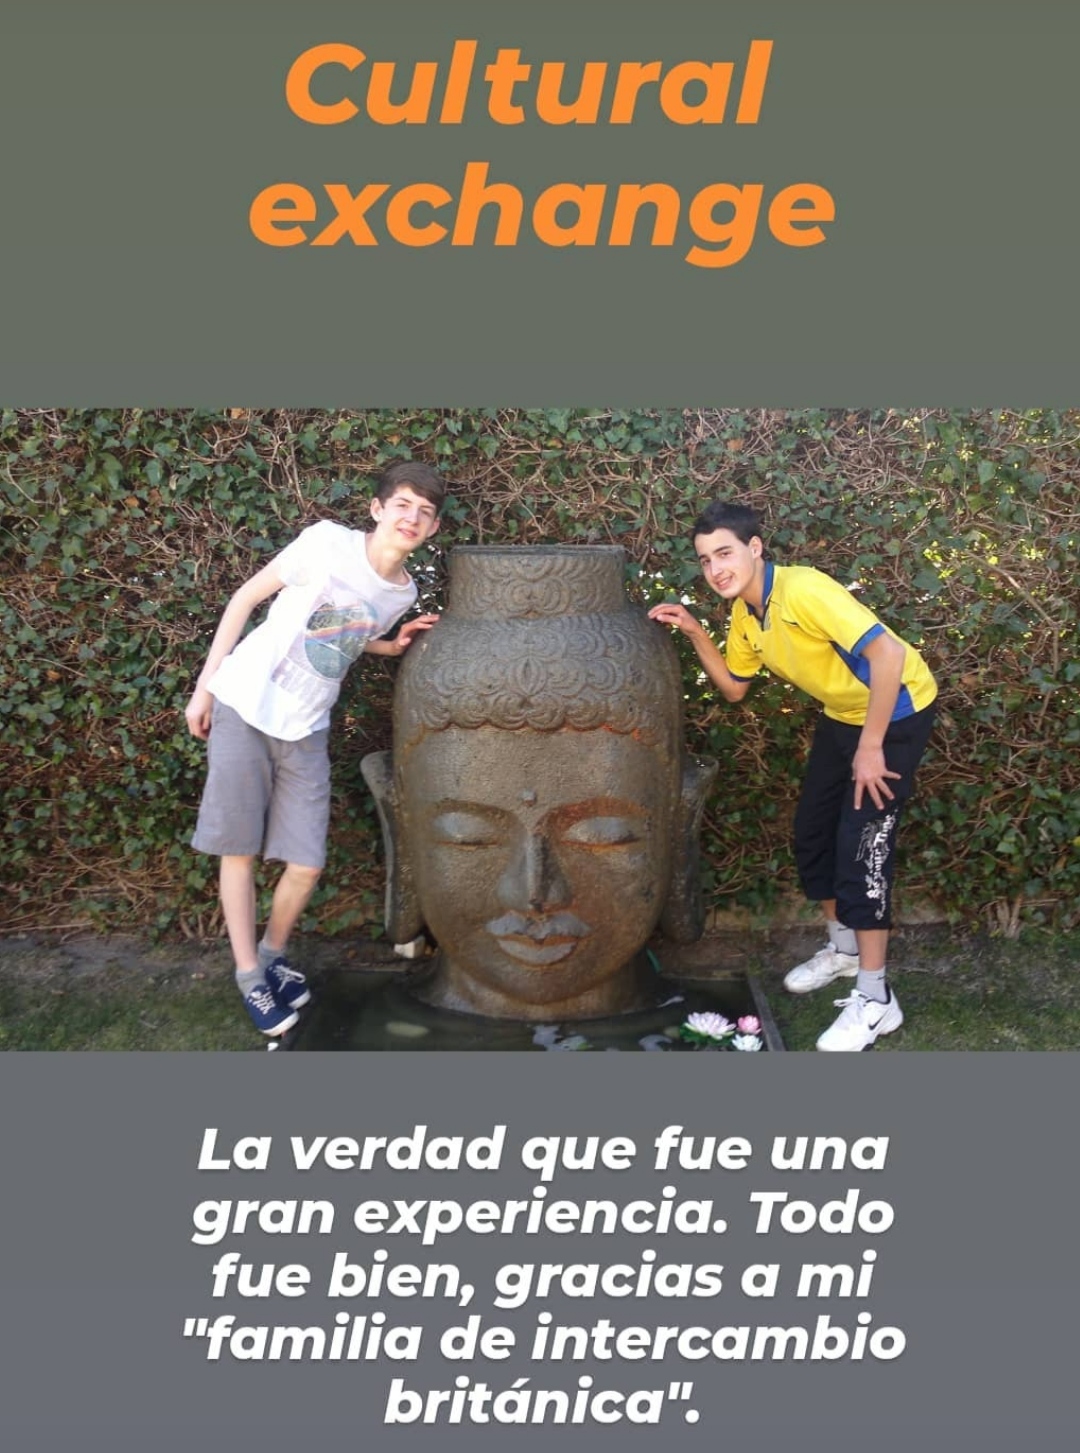 Cultural
exchange
La verdad que fue una
gran experiencia. Todo
fue bien, gracias a mi
"familia de intercambio
británica".